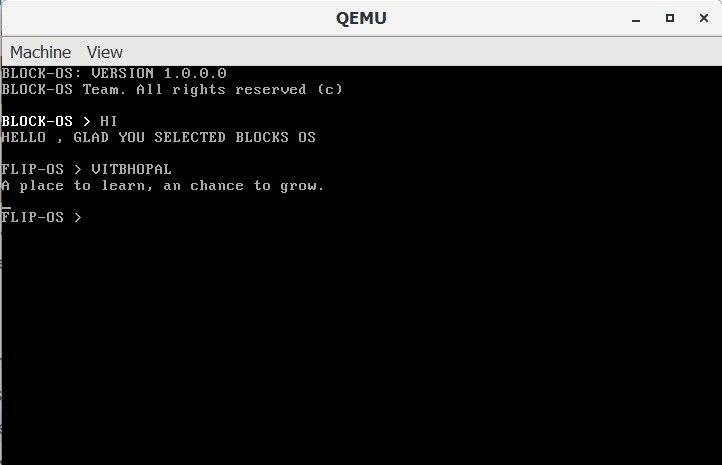 QEMU
Machine View
BLOCK-OS: VERSION 1.0.0.0
BLOCK-OS Team. All rights reserved (c)
BLOCK-OS > HI
HELLO , GLAD YOU SELECTED BLOCKS OS
FLIP-OS > VITBHOPAL
A place to learn, an chance to grow.
FLIP-OS >